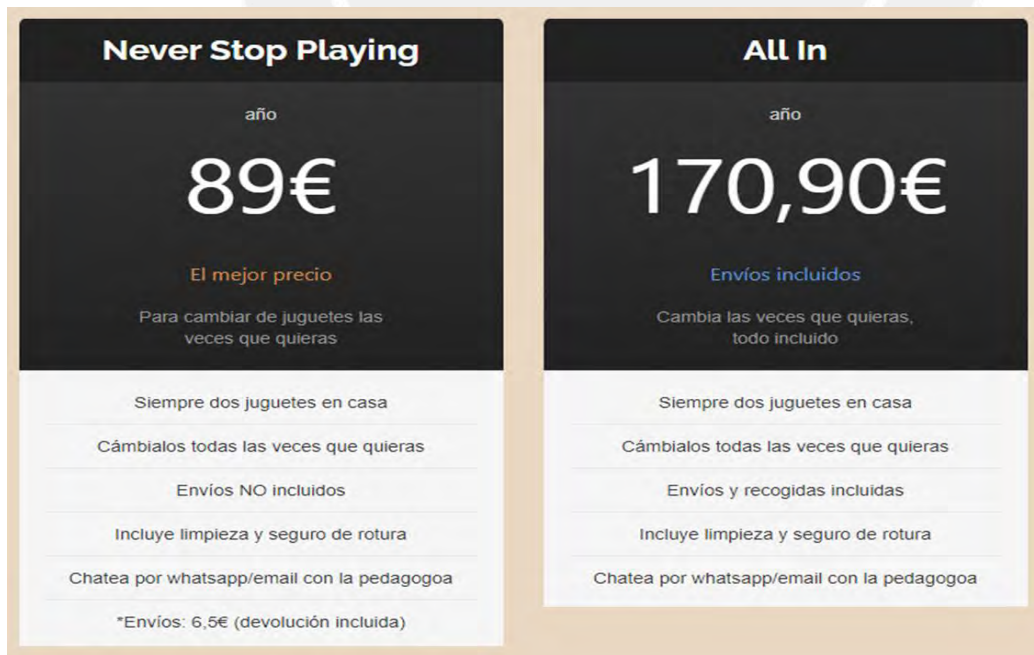 Never Stop Playing
año
89€
El mejor precio
Para cambiar de juguetes las
veces que quieras
Siempre dos juguetes en casa
Cámbialos todas las veces que quieras
Envíos NO incluidos
Incluye limpieza y seguro de rotura
Chatea por whatsapp/email con la pedagogoa
*Envíos: 6,5€ (devolución incluida)
All In
año
170,90€
Envíos incluidos
Cambia las veces que quieras,
todo incluido
Siempre dos juguetes en casa
Cámbialos todas las veces que quieras
Envíos y recogidas incluidas
Incluye limpieza y seguro de rotura
Chatea por whatsapp/email con la pedagogoa